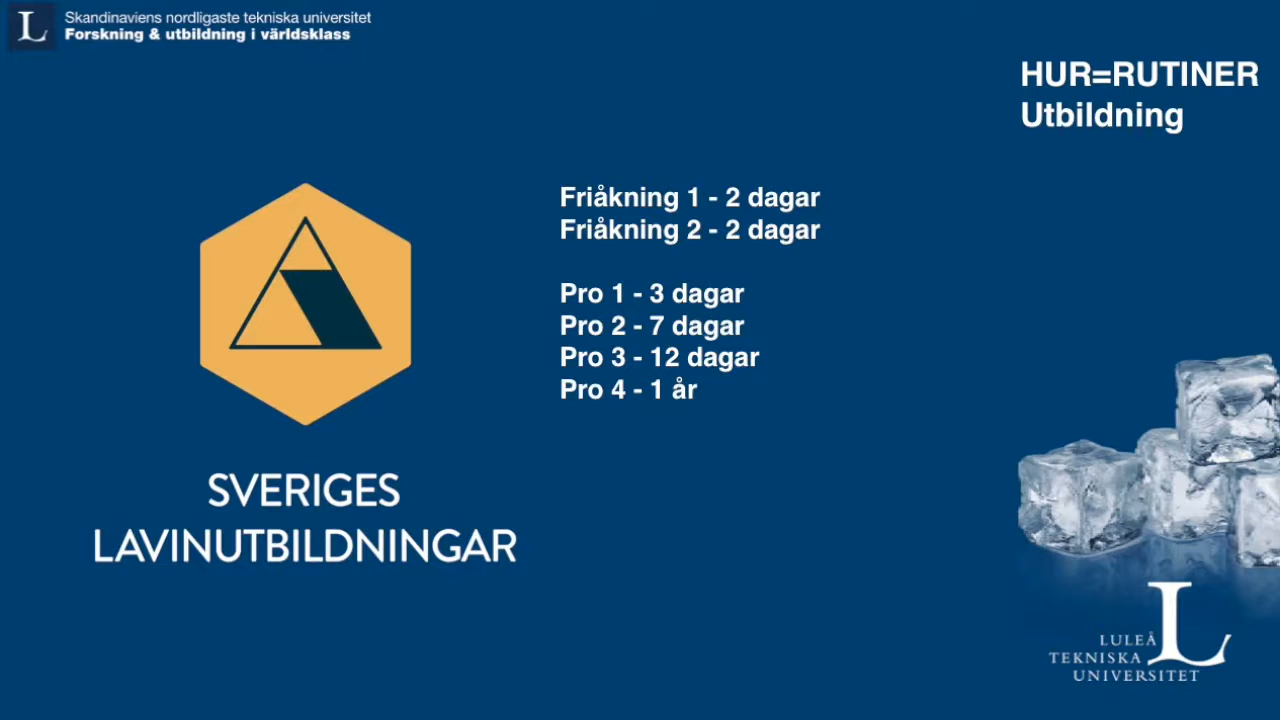 Skandinaviens nordligaste tekniska universitet
Forskning & utbildning i världsklass
HUR=RUTINER
Utbildning
Friåkning 1 - 2 dagar
Friåkning 2 - 2 dagar
Pro 1 - 3 dagar
Pro 2 - 7 dagar
Pro 3 - 12 dagar
Pro 4 - 1 år
SVERIGES
LAVINUTBILDNINGAR
LULEÅ
TEKNISKA
UNIVERSITET